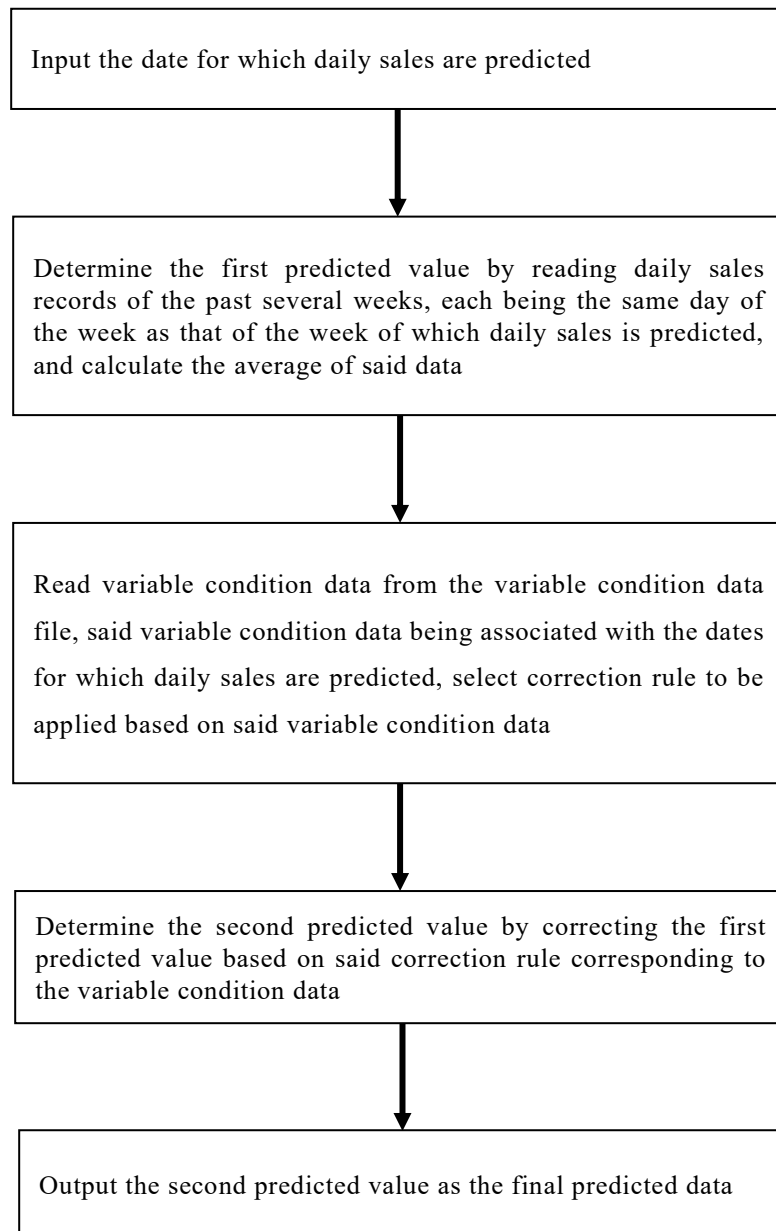 Input the date for which daily sales are predicted
Determine the first predicted value by reading daily sales
records of the past several weeks, each being the same day of
the week as that of the week of which daily sales is predicted,
and calculate the average of said data
Read variable condition data from the variable condition data
file, said variable condition data being associated with the dates
for which daily sales are predicted, select correction rule to be
applied based on said variable condition data
Determine the second predicted value by correcting the first
predicted value based on said correction rule corresponding to
the variable condition data
Output the second predicted value as the final predicted data